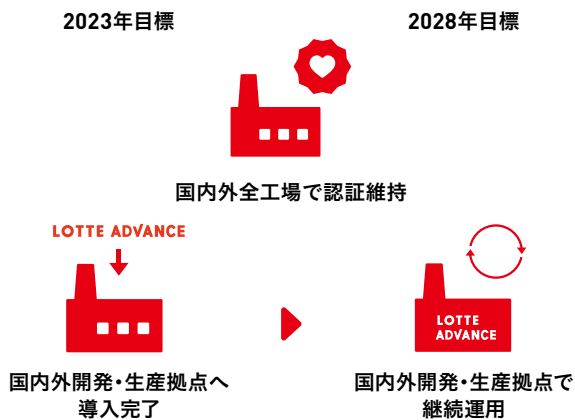 2023年目標
2028年目標
国内外全工場で認証維持
LOTTE ADVANCE
国内外開発・生産拠点へ
導入完了
LOTTE
ADVANCE
国内外開発・生産拠点で
継続運用